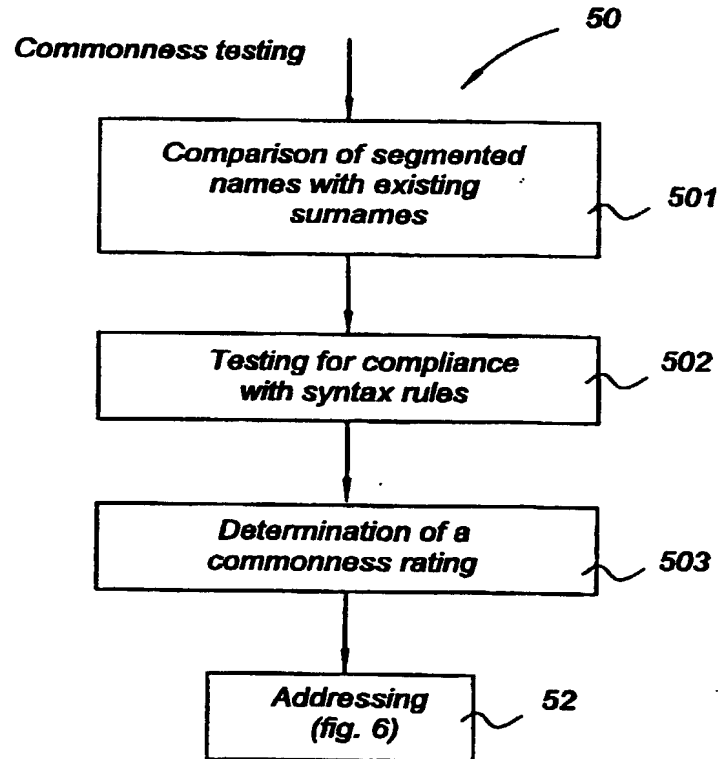 50
Commonness testing
Comparison of segmented
names with existing
surnames
501
Testing for compliance
with syntax rules
502
Determination of a
commonness rating
503
Addressing
(fig. 6)
52